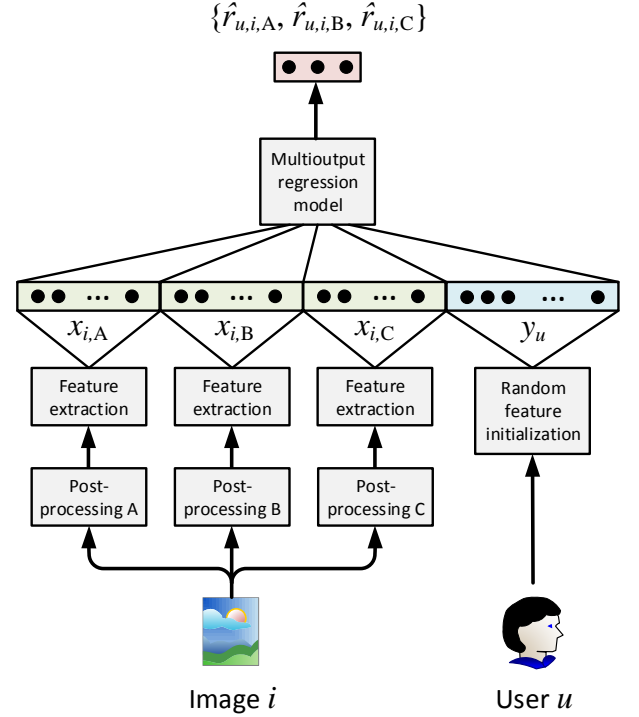 {r̂u,i,A, r̂u,i,B, r̂u,i,C}
Multioutput
regression
model
... ... ... ...
xi,A xi,B xi,C yu
Feature
extraction
Feature
extraction
Feature
extraction
Random
feature
initialization
Post-
processing A
Post-
processing B
Post-
processing C
Image i
User u